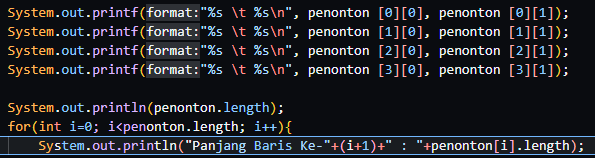 System.out.printf(format:"%s \t %s\n", penonton [0][0], penonton [0][1]);
System.out.printf(format:"%s \t %s\n", penonton [1][0], penonton [1][1]);
System.out.printf(format:"%s \t %s\n", penonton [2][0], penonton [2][1]);
System.out.printf(format:"%s \t %s\n", penonton [3][0], penonton [3][1]);
System.out.println(penonton.length);
for(int i=0; i<penonton.length; i++){
System.out.println("Panjang Baris Ke-"+(i+1)+" : "+penonton[i].length);